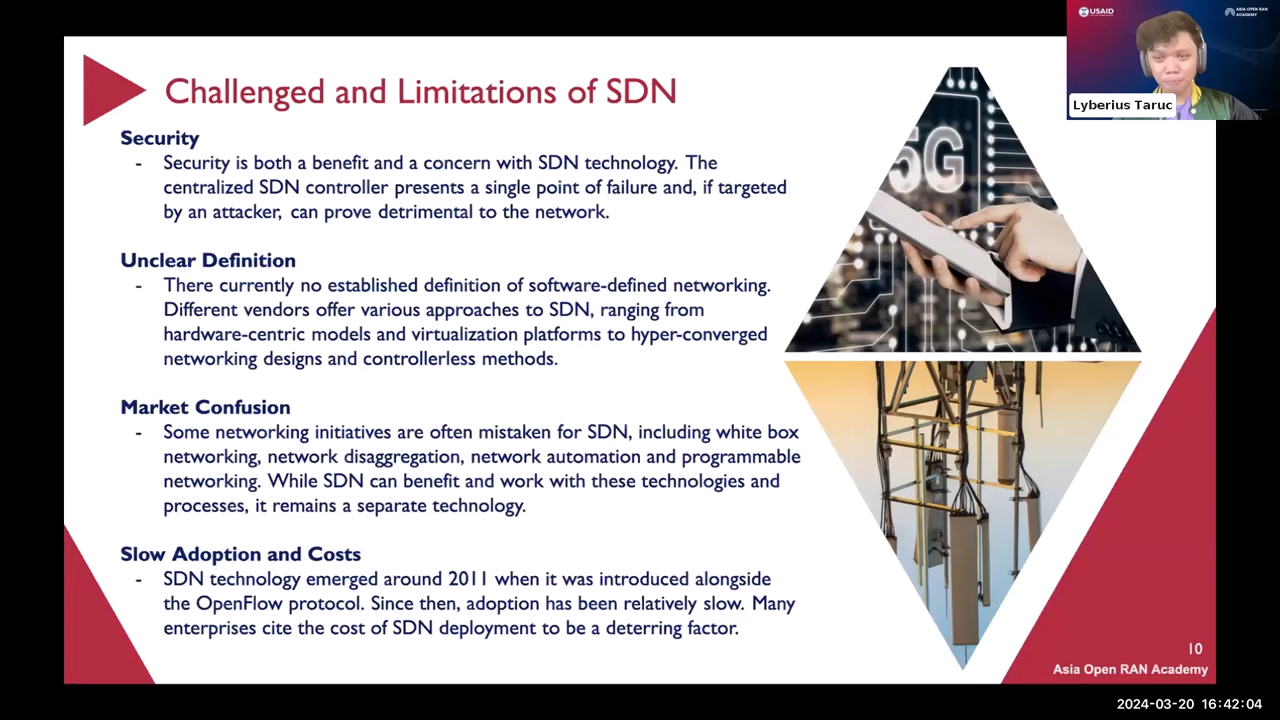 USAID
ASIA OPEN RAN
ACADEMY
Lyberius Taruc
Challenged and Limitations of SDN
Security
- Security is both a benefit and a concern with SDN technology. The
centralized SDN controller presents a single point of failure and, if targeted
by an attacker, can prove detrimental to the network.
Unclear Definition
- There currently no established definition of software-defined networking.
Different vendors offer various approaches to SDN, ranging from
hardware-centric models and virtualization platforms to hyper-converged
networking designs and controllerless methods.
Market Confusion
- Some networking initiatives are often mistaken for SDN, including white box
networking, network disaggregation, network automation and programmable
networking. While SDN can benefit and work with these technologies and
processes, it remains a separate technology.
Slow Adoption and Costs
- SDN technology emerged around 2011 when it was introduced alongside
the OpenFlow protocol. Since then, adoption has been relatively slow. Many
enterprises cite the cost of SDN deployment to be a deterring factor.
5G
10
Asia Open RAN Academy
2024-03-20 16:42:04